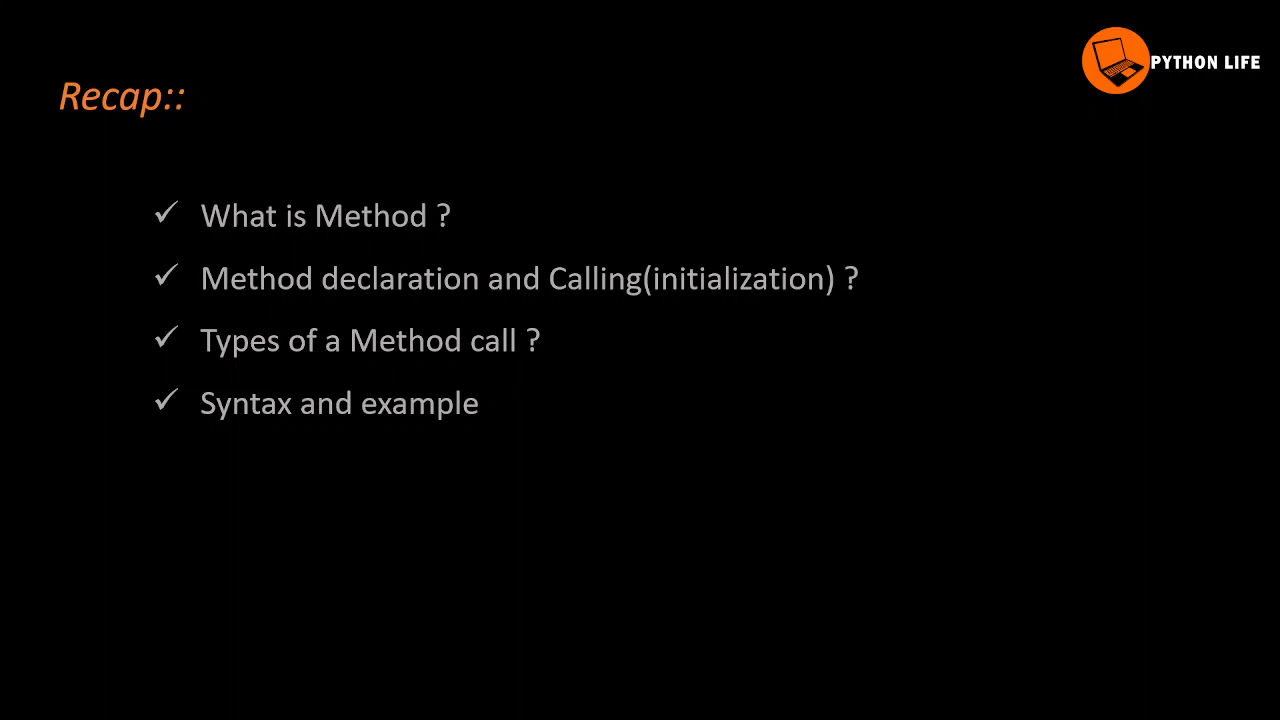 PYTHON LIFE
Recap::
✓ What is Method ?
✓ Method declaration and Calling(initialization) ?
✓ Types of a Method call ?
✓ Syntax and example